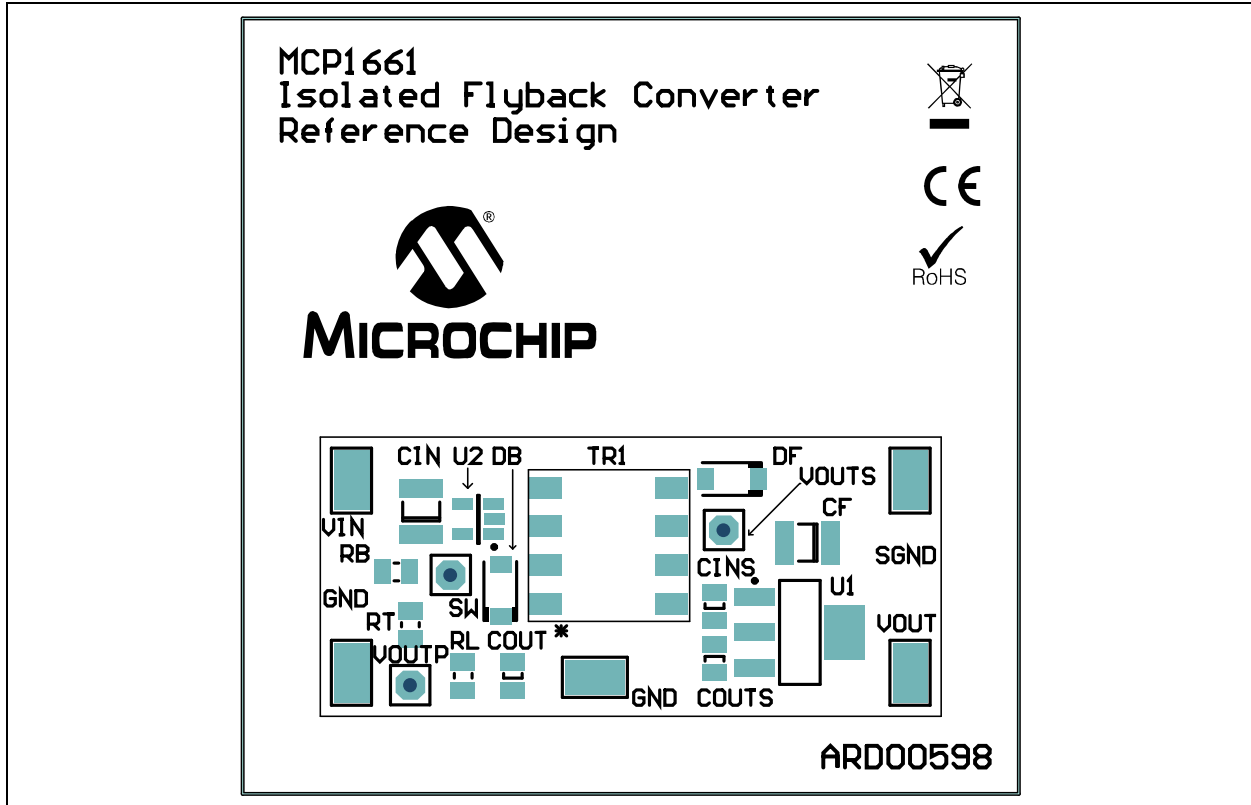 MCP1661
Isolated Flyback Converter
Reference Design
®
MICROCHIP
CE
RoHS
CIN U2 DB TR1 DF
VOUTS
CF
VIN
RB
CINS
SGND
U1
GND
SW
RT
VOUT
RL COUT
VOUTP
GND COUTS
ARD00598